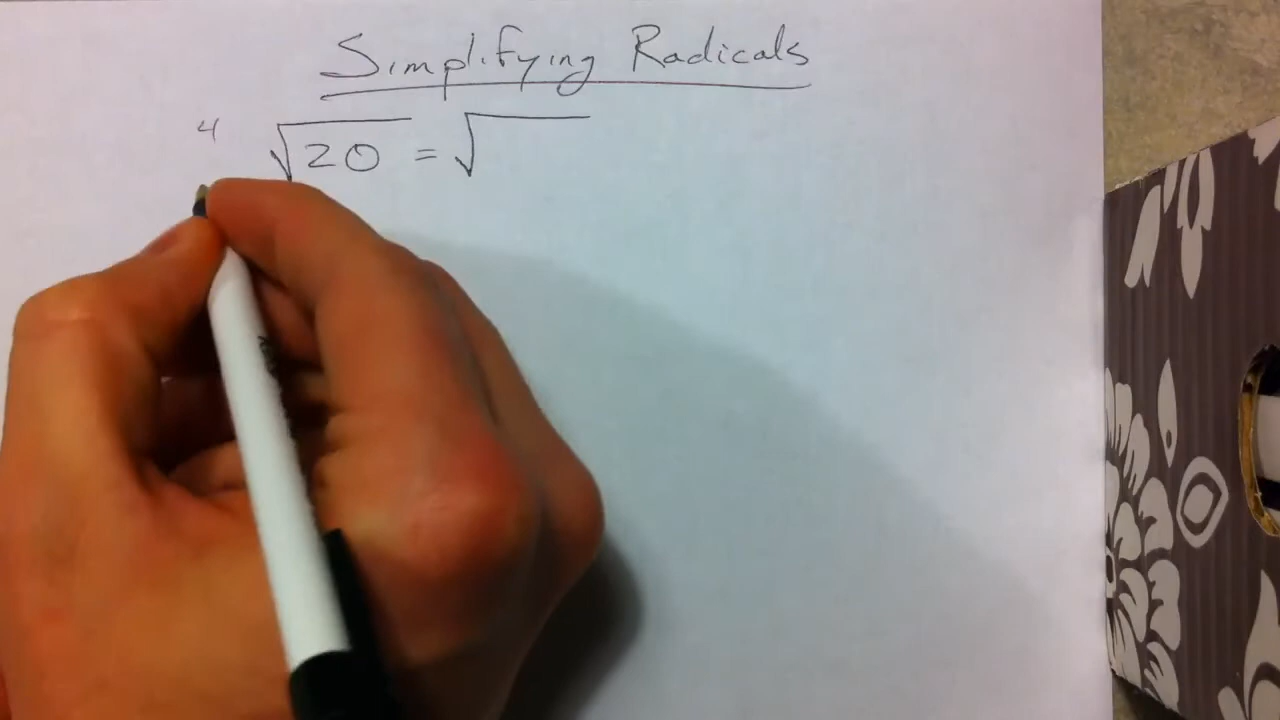 Simplifying Radicals
4 √20 = √